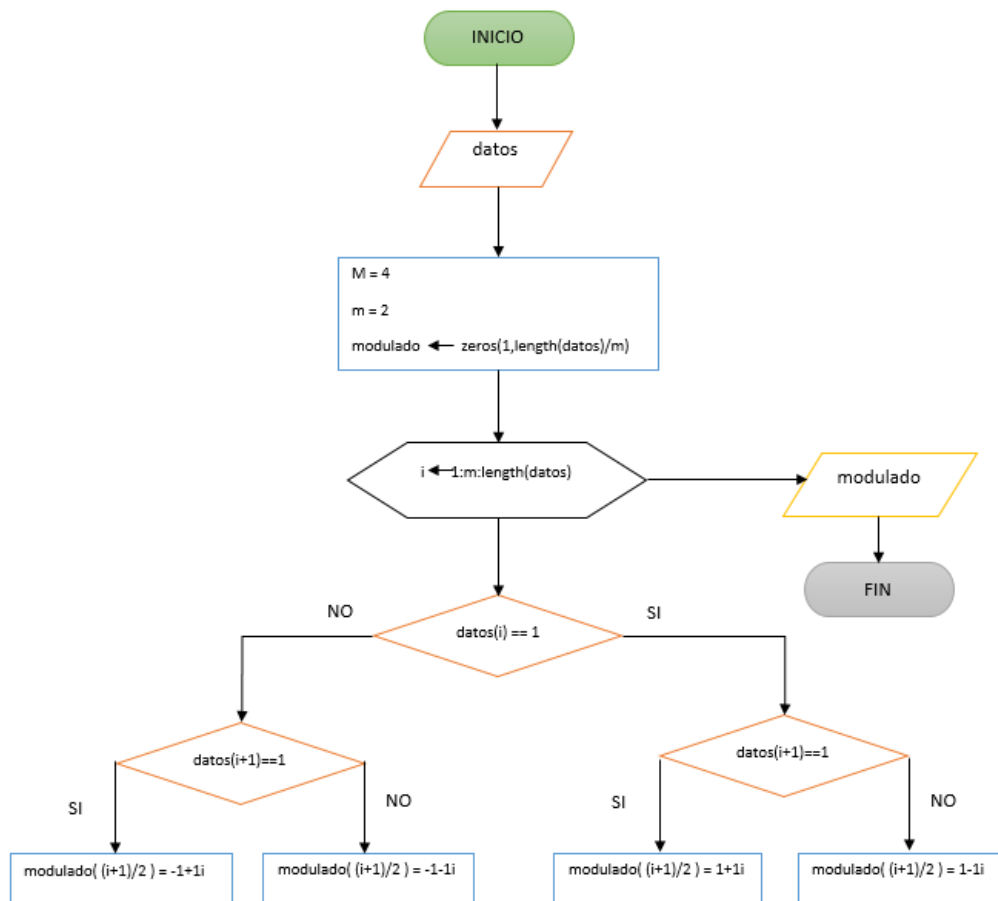 INICIO
datos
M = 4
m = 2
modulado ← zeros(1,length(datos)/m)
i ← 1:m:length(datos)
modulado
FIN
NO
SI
datos(i) == 1
datos(i+1)==1
datos(i+1)==1
SI
NO
SI
NO
modulado( (i+1)/2 ) = -1+1i
modulado( (i+1)/2 ) = -1-1i
modulado( (i+1)/2 ) = 1+1i
modulado( (i+1)/2 ) = 1-1i